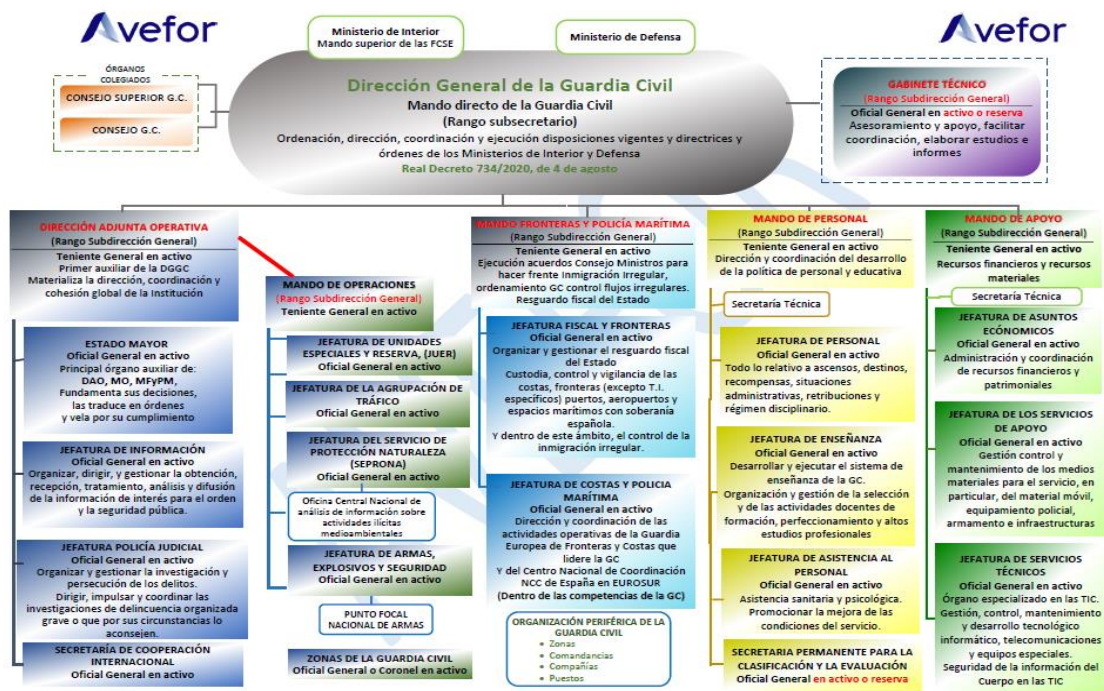 Avefor
Ministerio de Interior
Mando superior de las FCSE
Ministerio de Defensa
Avefor
ÓRGANOS
COLEGIADOS
CONSEJO SUPERIOR G.C.
CONSEJO G.C.
Dirección General de la Guardia Civil
Mando directo de la Guardia Civil
(Rango subsecretario)
Ordenación, dirección, coordinación y ejecución disposiciones vigentes y directrices y
órdenes de los Ministerios de Interior y Defensa
Real Decreto 734/2020, de 4 de agosto
GABINETE TÉCNICO
(Rango Subdirección General)
Oficial General en activo o reserva
Asesoramiento y apoyo, facilitar
coordinación, elaborar estudios e
informes
DIRECCIÓN ADJUNTA OPERATIVA
(Rango Subdirección General)
Teniente General en activo
Primer auxiliar de la DGGC
Materializa la dirección, coordinación y
cohesión global de la Institución
ESTADO MAYOR
Oficial General en activo
Principal órgano auxiliar de:
DAO, MO, MFyPM,
Fundamenta sus decisiones,
las traduce en órdenes
y vela por su cumplimiento
JEFATURA DE INFORMACIÓN
Oficial General en activo
Organizar, dirigir, y gestionar la obtención,
recepción, tratamiento, análisis y difusión
de la información de interés para el orden
y la seguridad pública.
JEFATURA POLICÍA JUDICIAL
Oficial General en activo
Organizar y gestionar la investigación y
persecución de los delitos.
Dirigir, impulsar y coordinar las
investigaciones de delincuencia organizada
grave o que por sus circunstancias lo
aconsejen.
SECRETARÍA DE COOPERACIÓN
INTERNACIONAL
Oficial General en activo
MANDO DE OPERACIONES
(Rango Subdirección General)
Teniente General en activo
JEFATURA DE UNIDADES
ESPECIALES Y RESERVA, (JUER)
Oficial General en activo
JEFATURA DE LA AGRUPACIÓN DE
TRÁFICO
Oficial General en activo
JEFATURA DEL SERVICIO DE
PROTECCIÓN NATURALEZA
(SEPRONA)
Oficial General en activo
Oficina Central Nacional de
análisis de información sobre
actividades ilícitas
medioambientales
JEFATURA DE ARMAS,
EXPLOSIVOS Y SEGURIDAD
Oficial General en activo
PUNTO FOCAL
NACIONAL DE ARMAS
ZONAS DE LA GUARDIA CIVIL
Oficial General o Coronel en activo
MANDO FRONTERAS Y POLICÍA MARÍTIMA
(Rango Subdirección General)
Teniente General en activo
Ejecución acuerdos Consejo Ministros para
hacer frente Inmigración Irregular,
ordenamiento GC control flujos irregulares.
Resguardo fiscal del Estado
JEFATURA FISCAL Y FRONTERAS
Oficial General en activo
Organizar y gestionar el resguardo fiscal
del Estado
Custodia, control y vigilancia de las
costas, fronteras (excepto T.I.
específicos) puertos, aeropuertos y
espacios marítimos con soberanía
española.
Y dentro de este ámbito, el control de la
inmigración irregular.
JEFATURA DE COSTAS Y POLICIA
MARÍTIMA
Oficial General en activo
Dirección y coordinación de las
actividades operativas de la Guardia
Europea de Fronteras y Costas que
lidere la GC
Y del Centro Nacional de Coordinación
NCC de España en EUROSUR
(Dentro de las competencias de la GC)
ORGANIZACIÓN PERIFÉRICA DE LA
GUARDIA CIVIL
• Zonas
• Comandancias
• Compañías
• Puestos
MANDO DE PERSONAL
(Rango Subdirección General)
Teniente General en activo
Dirección y coordinación del desarrollo
de la política de personal y educativa
Secretaría Técnica
JEFATURA DE PERSONAL
Oficial General en activo
Todo lo relativo a ascensos, destinos,
recompensas, situaciones
administrativas, retribuciones y
régimen disciplinario.
JEFATURA DE ENSEÑANZA
Oficial General en activo
Desarrollar y ejecutar el sistema de
enseñanza de la GC.
Organización y gestión de la selección
y de las actividades docentes de
formación, perfeccionamiento y altos
estudios profesionales
JEFATURA DE ASISTENCIA AL
PERSONAL
Oficial General en activo
Asistencia sanitaria y psicológica.
Promocionar la mejora de las
condiciones del servicio.
SECRETARIA PERMANENTE PARA LA
CLASIFICACIÓN Y LA EVALUACIÓN
Oficial General en activo o reserva
MANDO DE APOYO
(Rango Subdirección General)
Teniente General en activo
Recursos financieros y recursos
materiales
Secretaría Técnica
JEFATURA DE ASUNTOS
ECÓNOMICOS
Oficial General en activo
Administración y coordinación
de recursos financieros y
patrimoniales
JEFATURA DE LOS SERVICIOS
DE APOYO
Oficial General en activo
Gestión control y
mantenimiento de los medios
materiales para el servicio, en
particular, del material móvil,
equipamiento policial,
armamento e infraestructuras
JEFATURA DE SERVICIOS
TÉCNICOS
Oficial General en activo
Órgano especializado en las TIC.
Gestión, control, mantenimiento
y desarrollo tecnológico
informático, telecomunicaciones
y equipos especiales.
Seguridad de la información del
Cuerpo en las TIC